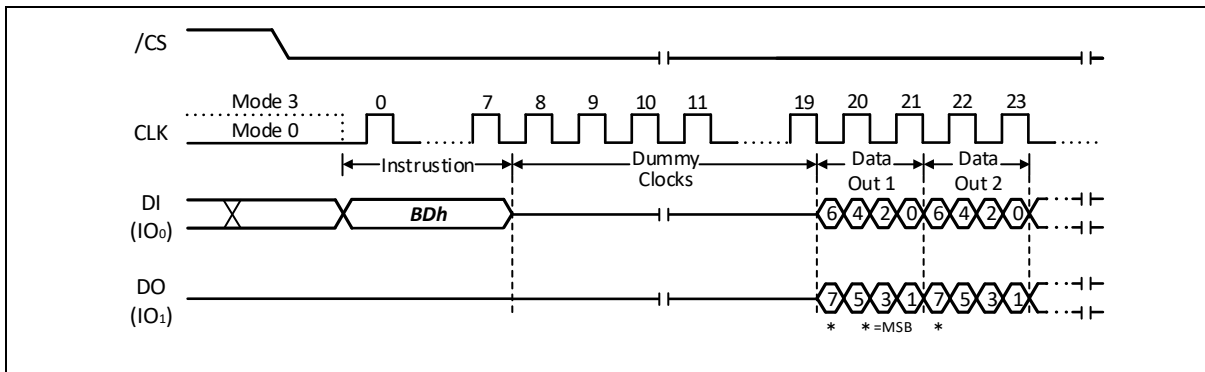 /CS
Mode 3 0 7 8 9 10 11 19 20 21 22 23
CLK Mode 0
Instrustion Dummy Clocks Data Out 1 Data Out 2
DI (IO0) BDh 6 4 2 0 6 4 2 0
DO (IO1) 7 5 3 1 7 5 3 1
* * =MSB *